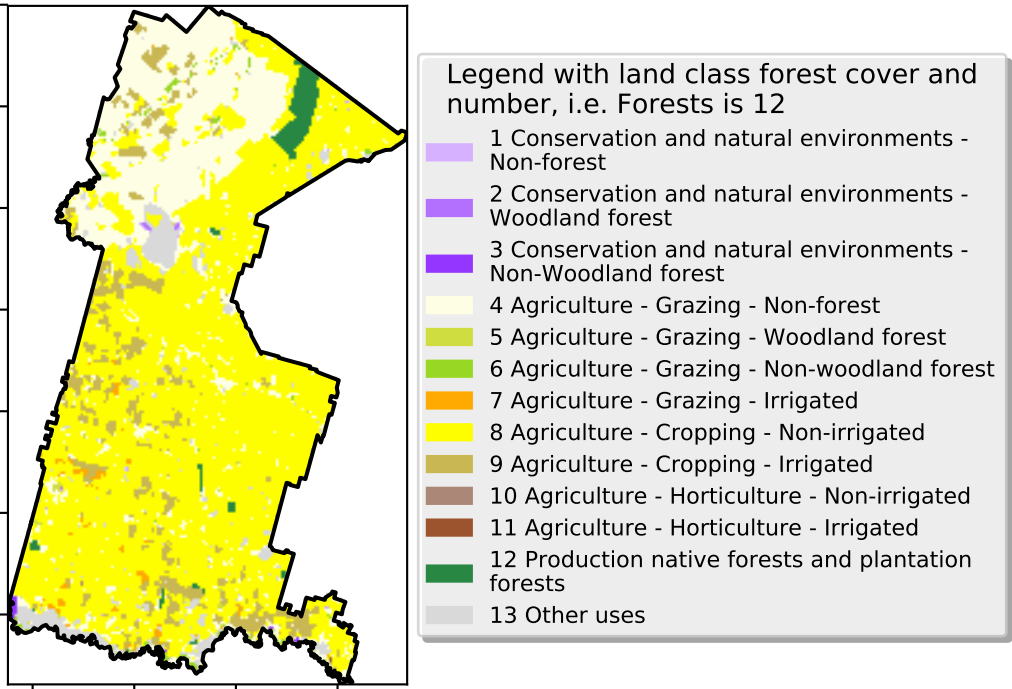 Legend with land class forest cover and
number, i.e. Forests is 12
1 Conservation and natural environments -
Non-forest
2 Conservation and natural environments -
Woodland forest
3 Conservation and natural environments -
Non-Woodland forest
4 Agriculture - Grazing - Non-forest
5 Agriculture - Grazing - Woodland forest
6 Agriculture - Grazing - Non-woodland forest
7 Agriculture - Grazing - Irrigated
8 Agriculture - Cropping - Non-irrigated
9 Agriculture - Cropping - Irrigated
10 Agriculture - Horticulture - Non-irrigated
11 Agriculture - Horticulture - Irrigated
12 Production native forests and plantation
forests
13 Other uses